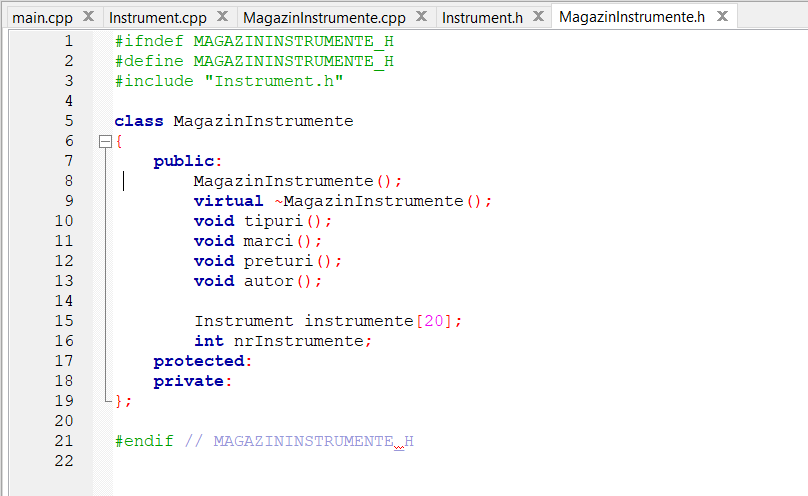 main.cpp Instrument.cpp MagazinInstrumente.cpp Instrument.h MagazinInstrumente.h
1 #ifndef MAGAZININSTRUMENTE_H
2 #define MAGAZININSTRUMENTE_H
3 #include "Instrument.h"
4
5 class MagazinInstrumente
6 {
7 public:
8 MagazinInstrumente();
9 virtual ~MagazinInstrumente();
10 void tipuri();
11 void marci();
12 void preturi();
13 void autor();
14
15 Instrument instrumente[20];
16 int nrInstrumente;
17 protected:
18 private:
19 };
20
21 #endif // MAGAZININSTRUMENTE_H
22